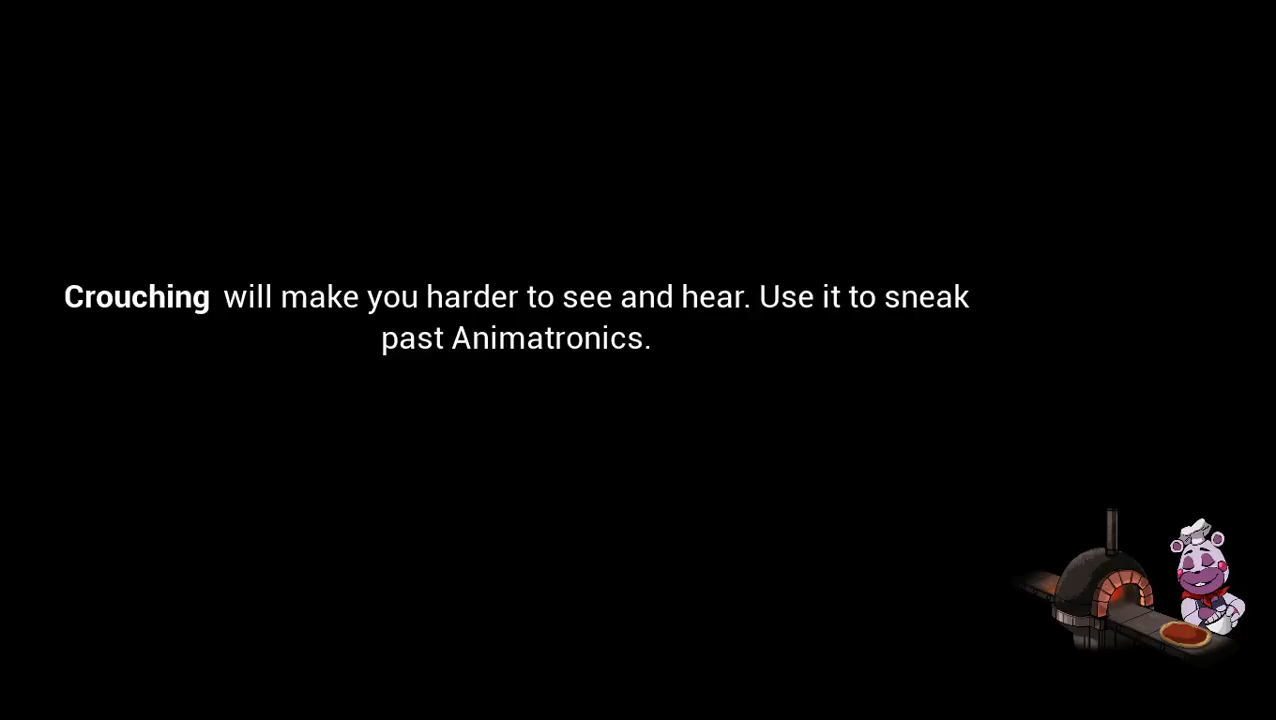 Crouching will make you harder to see and hear. Use it to sneak
past Animatronics.